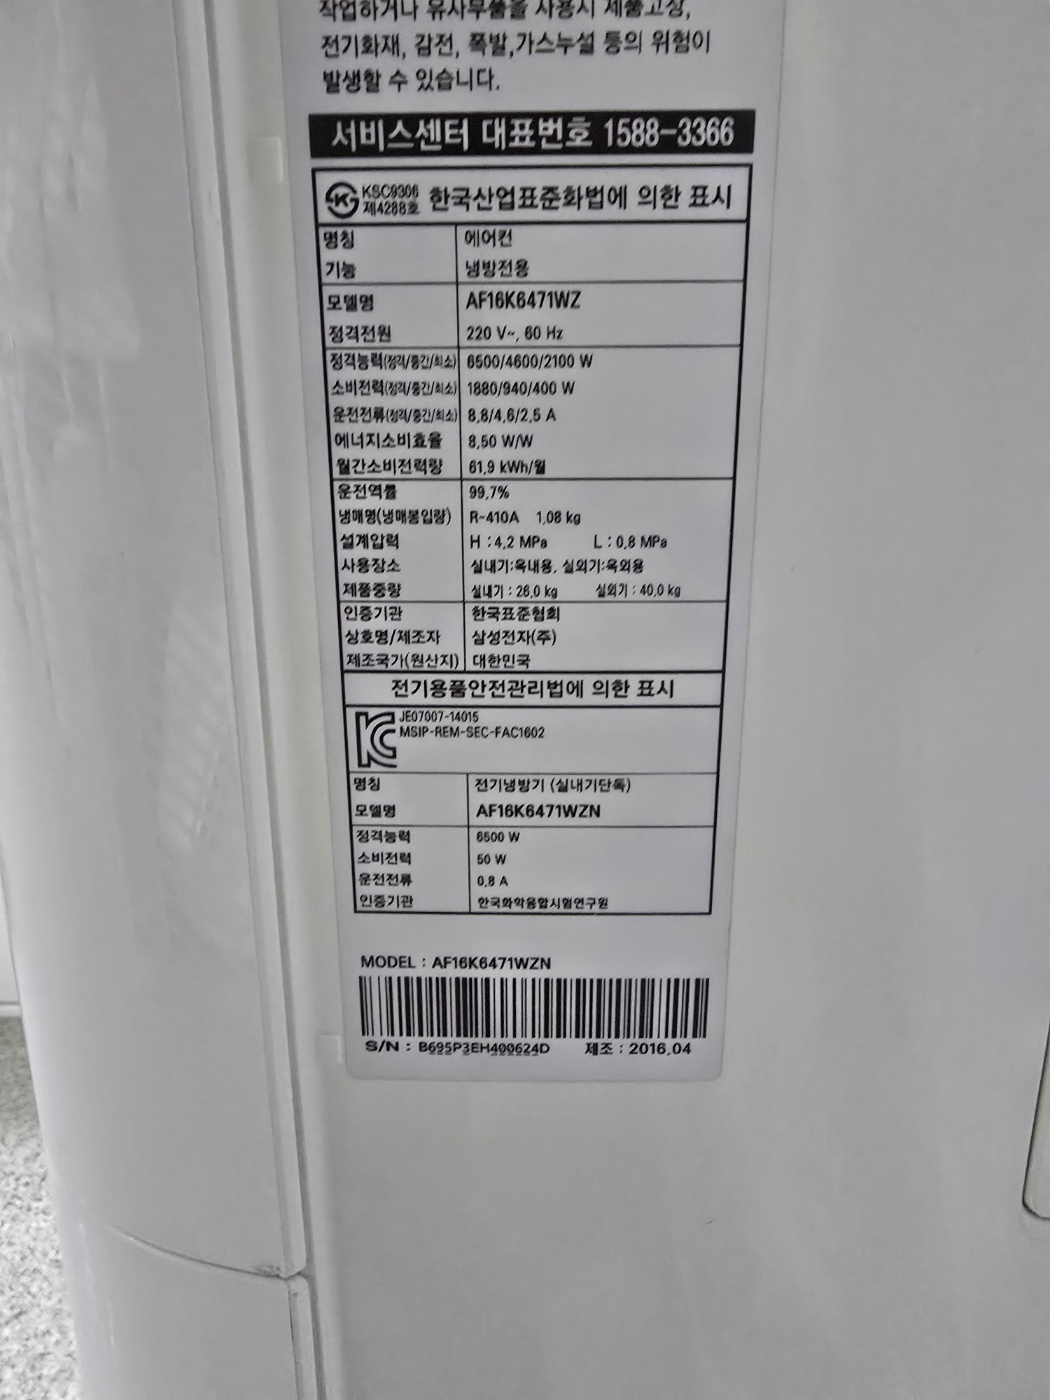 작업하거나 유사부품을 사용시 제품고장,
전기화재, 감전, 폭발,가스누설 등의 위험이
발생할 수 있습니다.
서비스센터 대표번호 1588-3366
KSC9306
제4288호 한국산업표준화법에 의한 표시
명칭 에어컨
기능 냉방전용
모델명 AF16K6471WZ
정격전원 220 V~, 60 Hz
정격능력(정격/중간/최소) 6500/4600/2100 W
소비전력(정격/중간/최소) 1880/940/400 W
운전전류(정격/중간/최소) 8.8/4.6/2.5 A
에너지소비효율 8.50 W/W
월간소비전력량 61.9 kWh/월
운전역률 99.7%
냉매명(냉매봉입량) R-410A 1.08 kg
설계압력 H : 4.2 MPa L : 0.8 MPa
사용장소 실내기:옥내용, 실외기:옥외용
제품중량 실내기 : 26.0 kg 실외기 : 40.0 kg
인증기관 한국표준협회
상호명/제조자 삼성전자(주)
제조국가(원산지) 대한민국
전기용품안전관리법에 의한 표시
JE07007-14015
MSIP-REM-SEC-FAC1602
명칭 전기냉방기 (실내기단독)
모델명 AF16K6471WZN
정격능력 6500 W
소비전력 50 W
운전전류 0.8 A
인증기관 한국화학융합시험연구원
MODEL : AF16K6471WZN
S/N : B695P3EH400624D 제조 : 2016.04